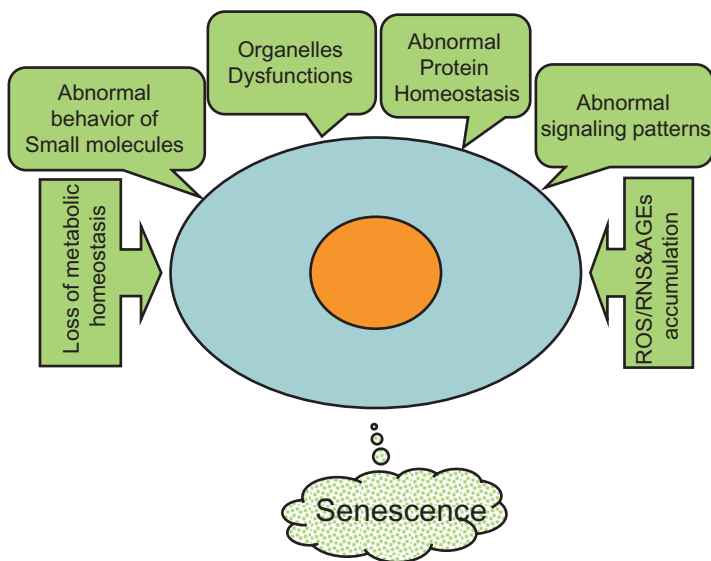 Abnormal
behavior of
Small molecules
Organelles
Dysfunctions
Abnormal
Protein
Homeostasis
Abnormal
signaling patterns
Loss of metabolic
homeostasis
ROS/RNS&AGEs
accumulation
Senescence